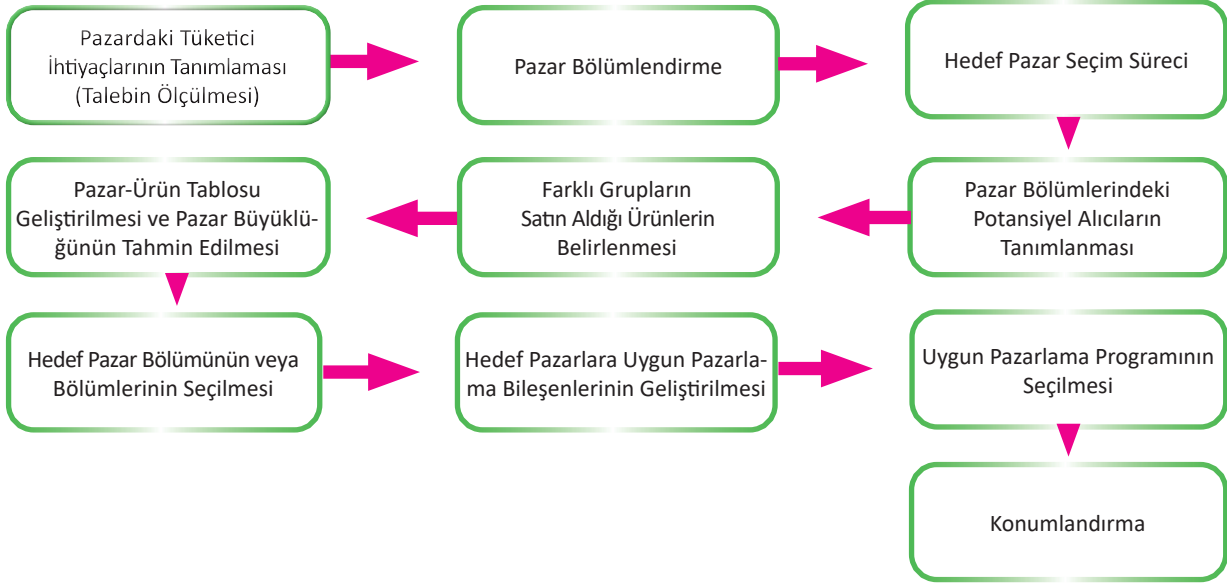 Pazardaki Tüketici
İhtiyaçlarının Tanımlaması
(Talebin Ölçülmesi)
Pazar Bölümlendirme
Hedef Pazar Seçim Süreci
Pazar Bölümlerindeki
Potansiyel Alıcıların
Tanımlanması
Farklı Grupların
Satın Aldığı Ürünlerin
Belirlenmesi
Pazar-Ürün Tablosu
Geliştirilmesi ve Pazar Büyüklü-
ğünün Tahmin Edilmesi
Hedef Pazar Bölümünün veya
Bölümlerinin Seçilmesi
Hedef Pazarlara Uygun Pazarla-
ma Bileşenlerinin Geliştirilmesi
Uygun Pazarlama Programının
Seçilmesi
Konumlandırma